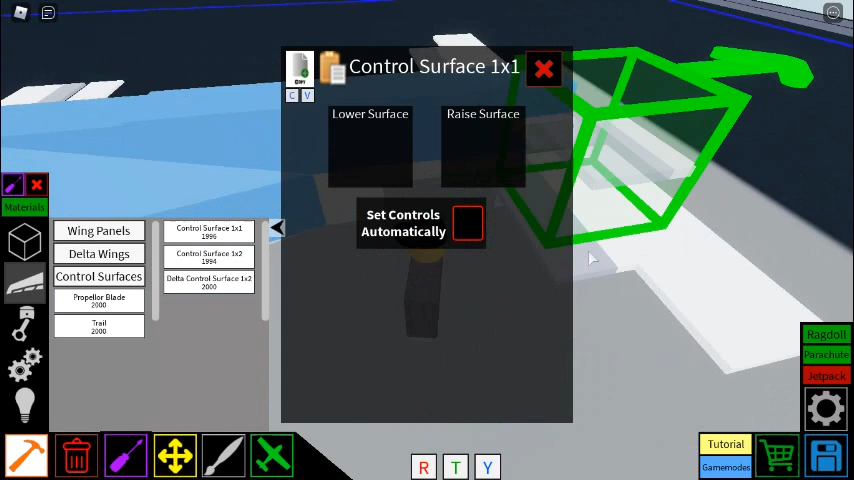 Control Surface 1x1
COPY
C V
Lower Surface
Raise Surface
Set Controls
Automatically
Materials
Wing Panels
Delta Wings
Control Surfaces
Propellor Blade
2000
Trail
2000
Control Surface 1x1
1996
Control Surface 1x2
1994
Delta Control Surface 1x2
2000
Ragdoll
Parachute
Jetpack
Tutorial
Gamemodes
R T Y